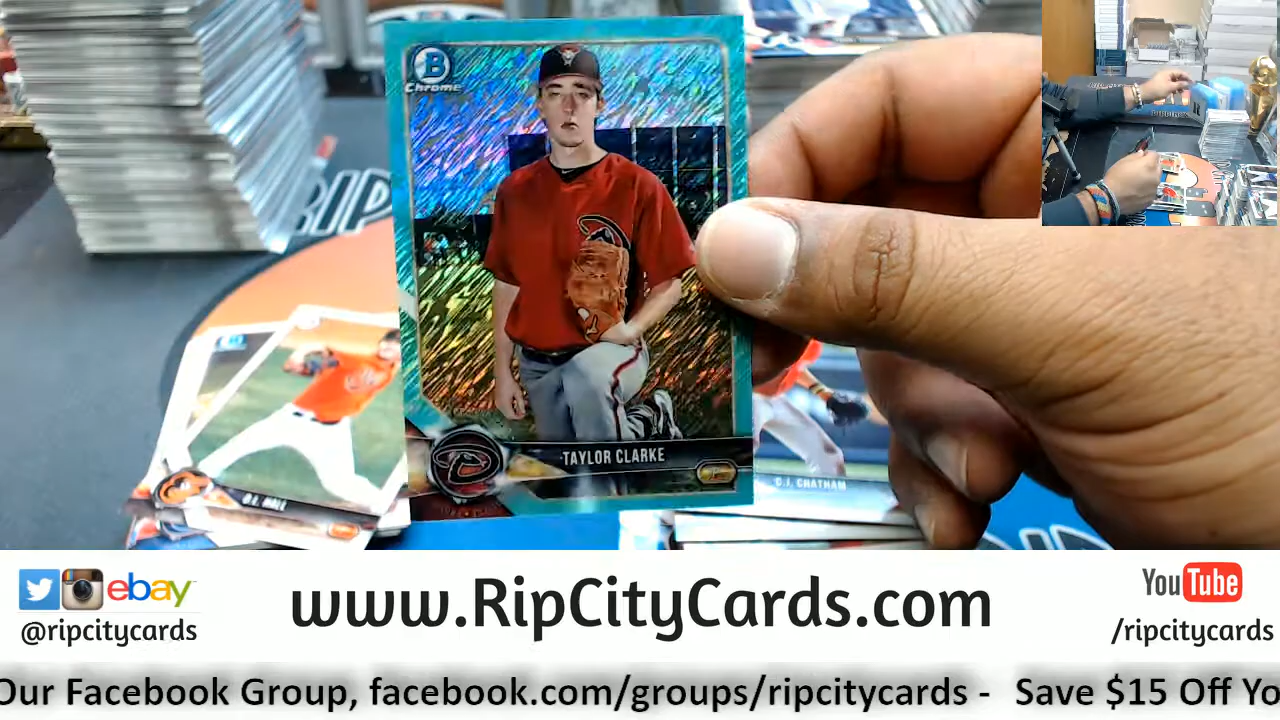 B
Chrome
TAYLOR CLARKE
D.L. HALL
C.J. CHATHAM
RIP
ebay
@ripcitycards
www.RipCityCards.com
YouTube
/ripcitycards
Our Facebook Group, facebook.com/groups/ripcitycards - Save $15 Off Yo